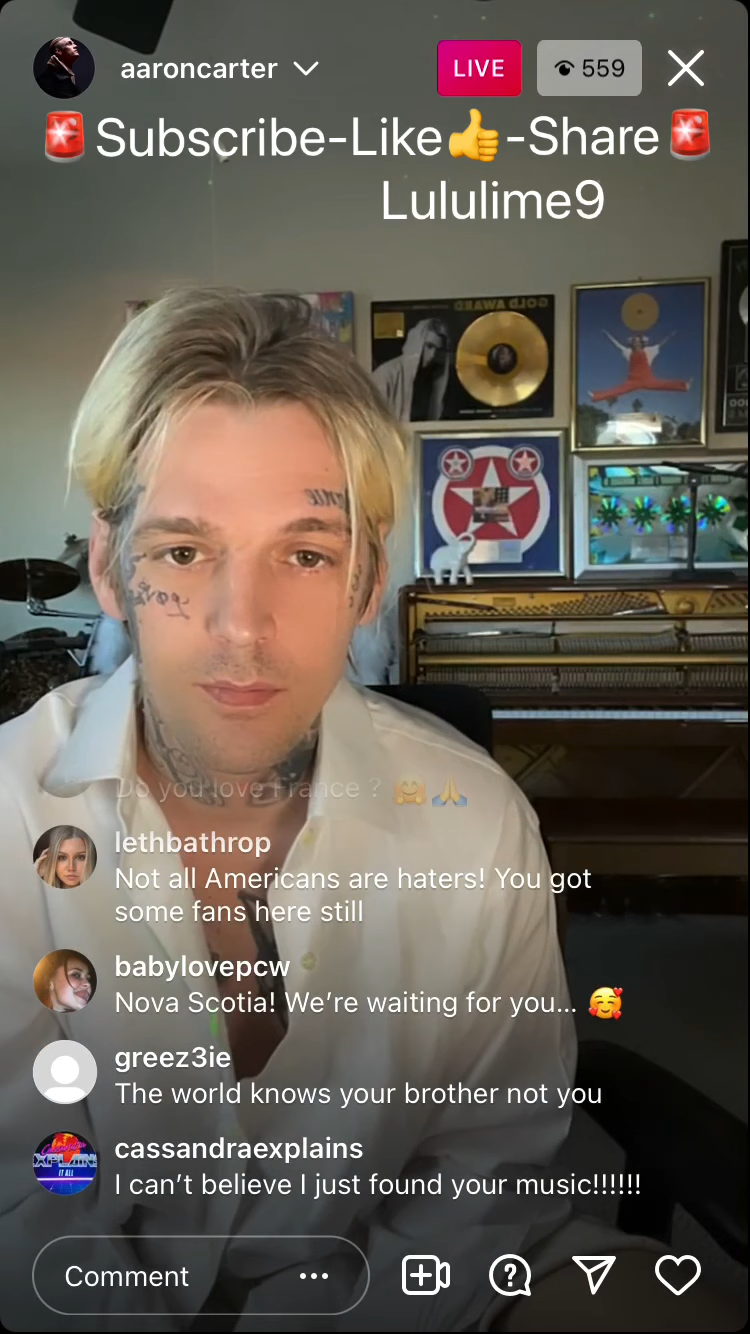 aaroncarter
LIVE
559
🚨Subscribe-Like👍-Share🚨
Lululime9
GOLD AWARD
Do you love France ? 🤗🙏
lethbathrop
Not all Americans are haters! You got
some fans here still
babylovepcw
Nova Scotia! We're waiting for you... 🥰
greez3ie
The world knows your brother not you
cassandraexplains
I can't believe I just found your music!!!!!!
Comment